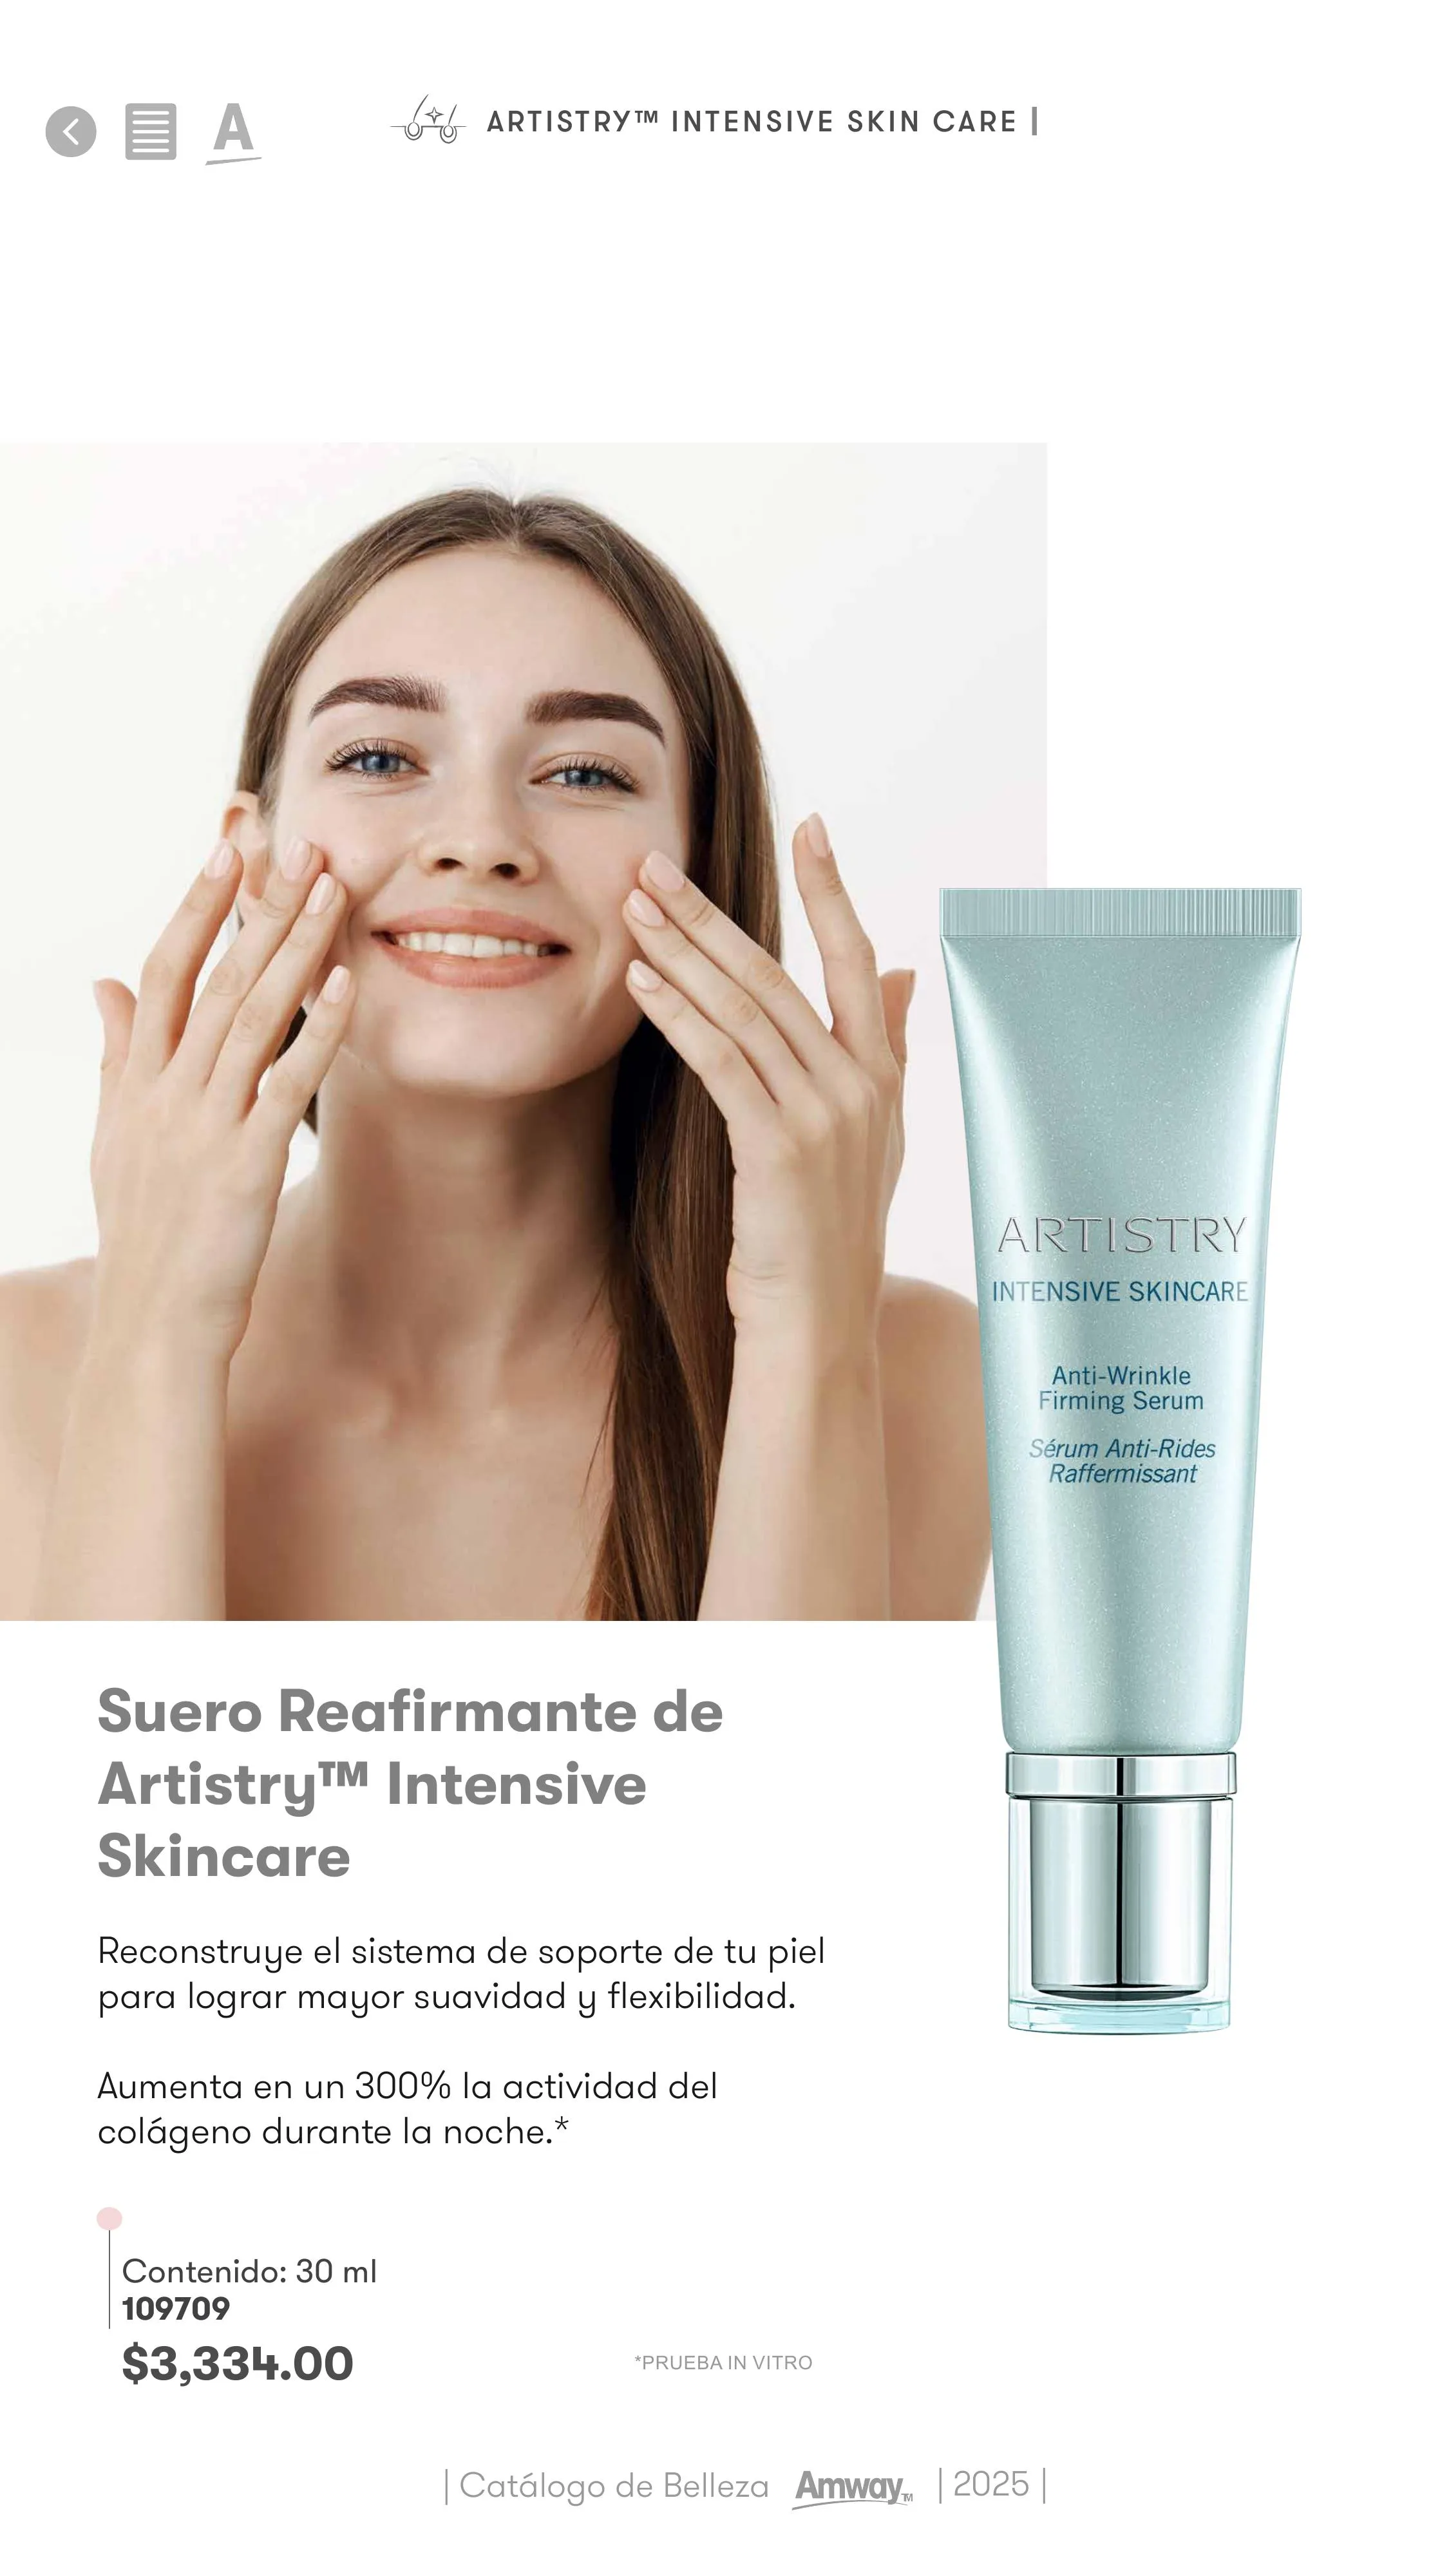 A
ARTISTRY™ INTENSIVE SKIN CARE |
ARTISTRY
INTENSIVE SKINCARE
Anti-Wrinkle
Firming Serum
Sérum Anti-Rides
Raffermissant
Suero Reafirmante de
Artistry™ Intensive
Skincare
Reconstruye el sistema de soporte de tu piel
para lograr mayor suavidad y flexibilidad.
Aumenta en un 300% la actividad del
colágeno durante la noche.*
Contenido: 30 ml
109709
$3,334.00
*PRUEBA IN VITRO
| Catálogo de Belleza Amway™ | 2025 |